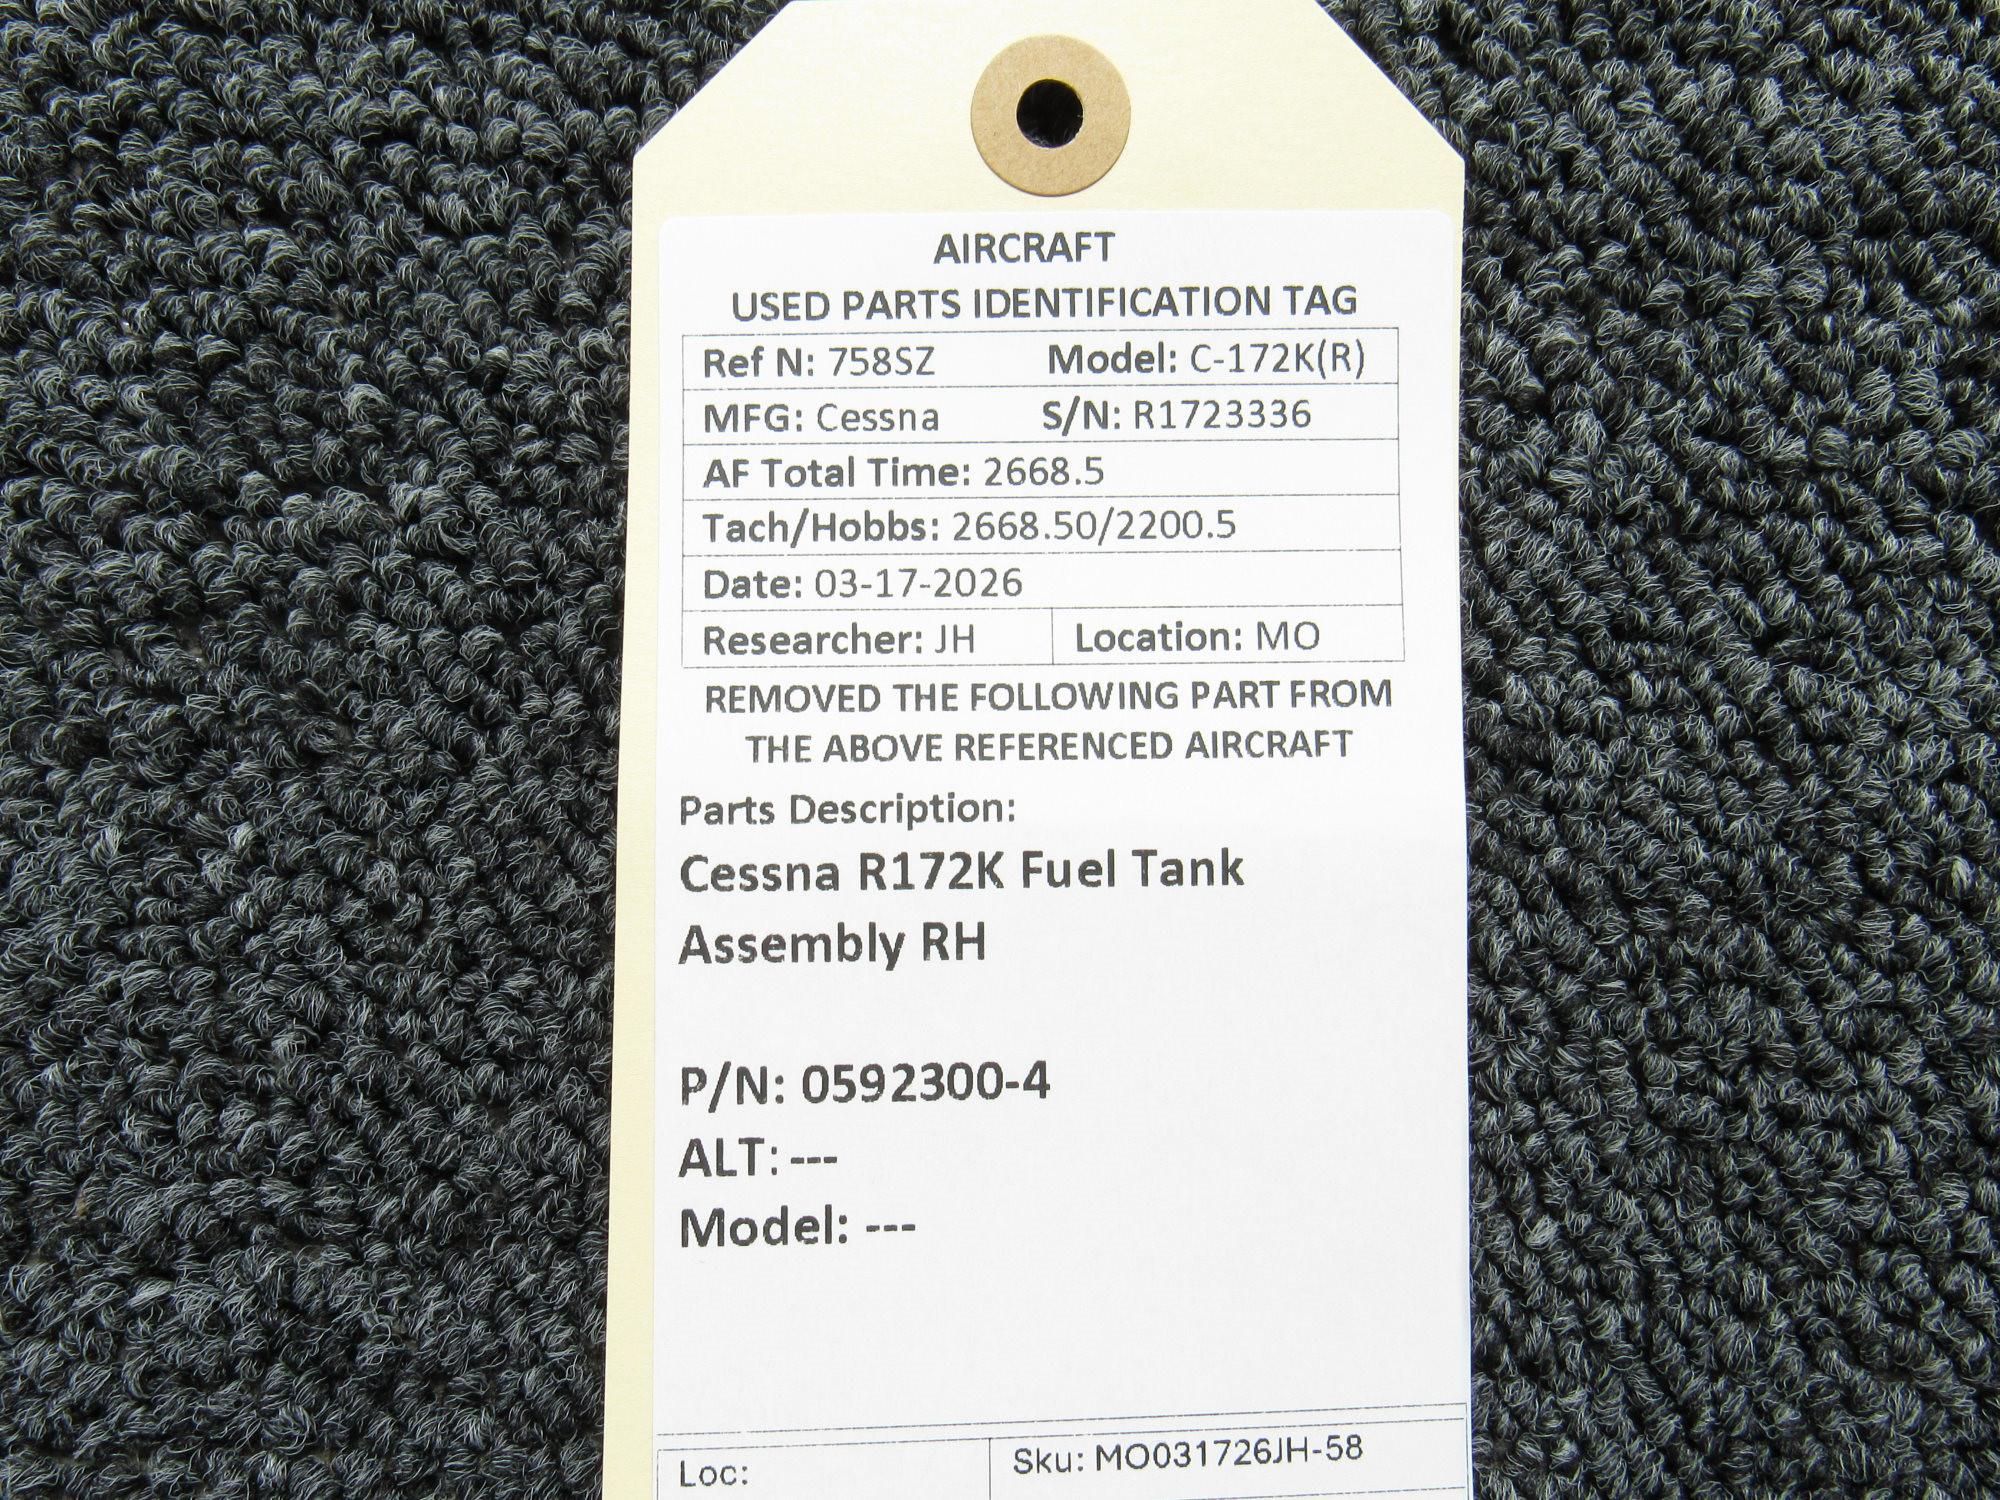 AIRCRAFT
USED PARTS IDENTIFICATION TAG
Ref N: 758SZ Model: C-172K(R)
MFG: Cessna S/N: R1723336
AF Total Time: 2668.5
Tach/Hobbs: 2668.50/2200.5
Date: 03-17-2026
Researcher: JH Location: MO
REMOVED THE FOLLOWING PART FROM
THE ABOVE REFERENCED AIRCRAFT
Parts Description:
Cessna R172K Fuel Tank
Assembly RH
P/N: 0592300-4
ALT: ---
Model: ---
Loc: Sku: MO031726JH-58